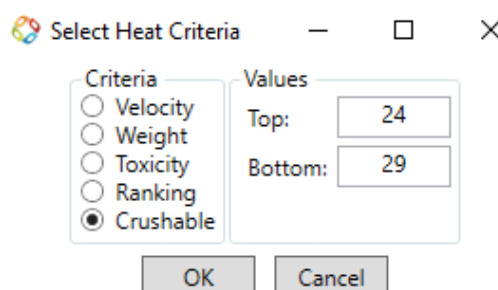 Select Heat Criteria
Criteria
Velocity
Weight
Toxicity
Ranking
Crushable
Values
Top: 24
Bottom: 29
OK Cancel